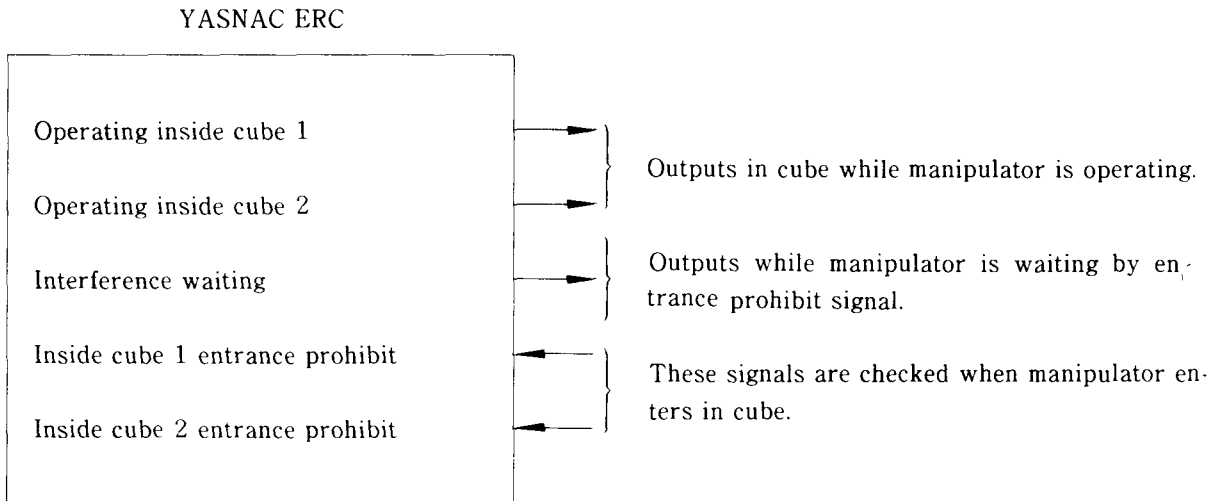 YASNAC ERC
Operating inside cube 1
Operating inside cube 2
Outputs in cube while manipulator is operating.
Interference waiting
Outputs while manipulator is waiting by en-
trance prohibit signal.
Inside cube 1 entrance prohibit
Inside cube 2 entrance prohibit
These signals are checked when manipulator en-
ters in cube.